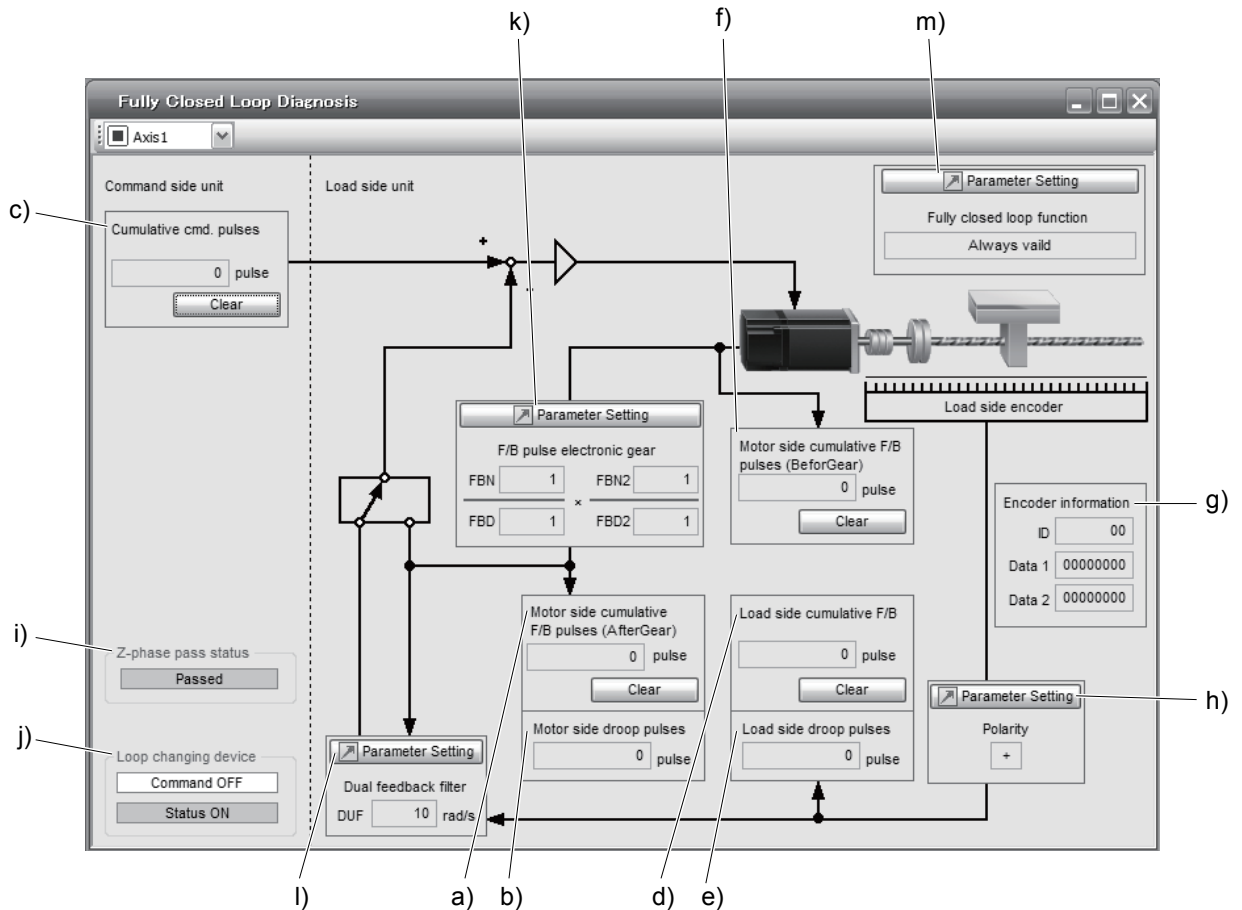 k)
f)
m)
Fully Closed Loop Diagnosis
Axis1
Command side unit
Load side unit
Parameter Setting
Fully closed loop function
Always vaild
c)
Cumulative cmd. pulses
0 pulse
Clear
+
-
Parameter Setting
F/B pulse electronic gear
FBN 1 FBN2 1
×
FBD 1 FBD2 1
Load side encoder
Motor side cumulative F/B
pulses (BeforGear)
0 pulse
Clear
g)
Encoder information
ID 00
Data 1 00000000
Data 2 00000000
Motor side cumulative
F/B pulses (AfterGear)
0 pulse
Clear
Motor side droop pulses
0 pulse
Load side cumulative F/B
0 pulse
Clear
Load side droop pulses
0 pulse
h)
Parameter Setting
Polarity
+
i)
Z-phase pass status
Passed
j)
Loop changing device
Command OFF
Status ON
Parameter Setting
Dual feedback filter
DUF 10 rad/s
l)
a)
b)
d)
e)